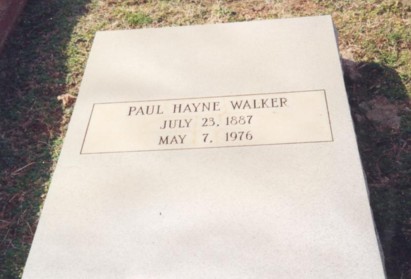 PAUL HAYNE WALKER
JULY 23, 1887
MAY 7, 1976